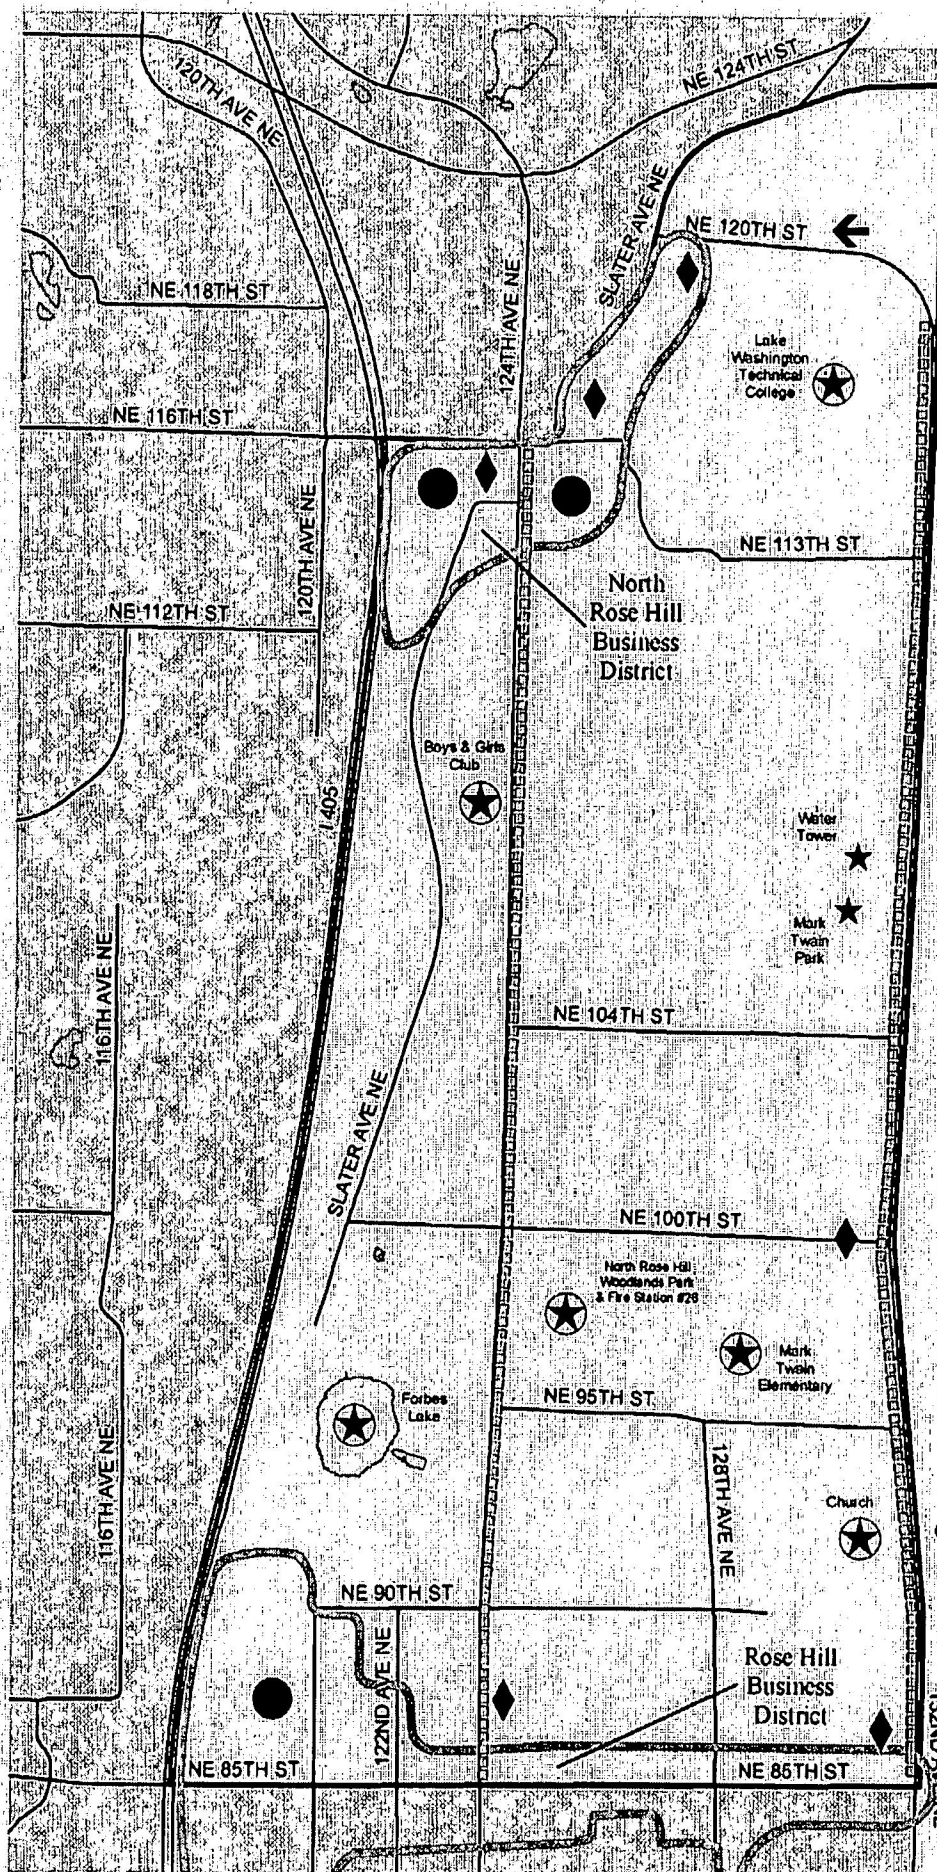 120TH AVE NE
NE 124TH ST
SLATER AVE NE
NE 120TH ST
NE 118TH ST
124TH AVE NE
Lake
Washington
Technical
College
NE 116TH ST
120TH AVE NE
NE 113TH ST
North
Rose Hill
Business
District
NE 112TH ST
Boys & Girls
Club
I 405
Water
Tower
Mark
Twain
Park
116TH AVE NE
NE 104TH ST
SLATER AVE NE
NE 100TH ST
North Rose Hill
Woodlands Park
& Fire Station #26
Mark
Twain
Elementary
NE 95TH ST
Forbes
Lake
116TH AVE NE
128TH AVE NE
Church
NE 90TH ST
122ND AVE NE
Rose Hill
Business
District
NE 85TH ST
NE 85TH ST